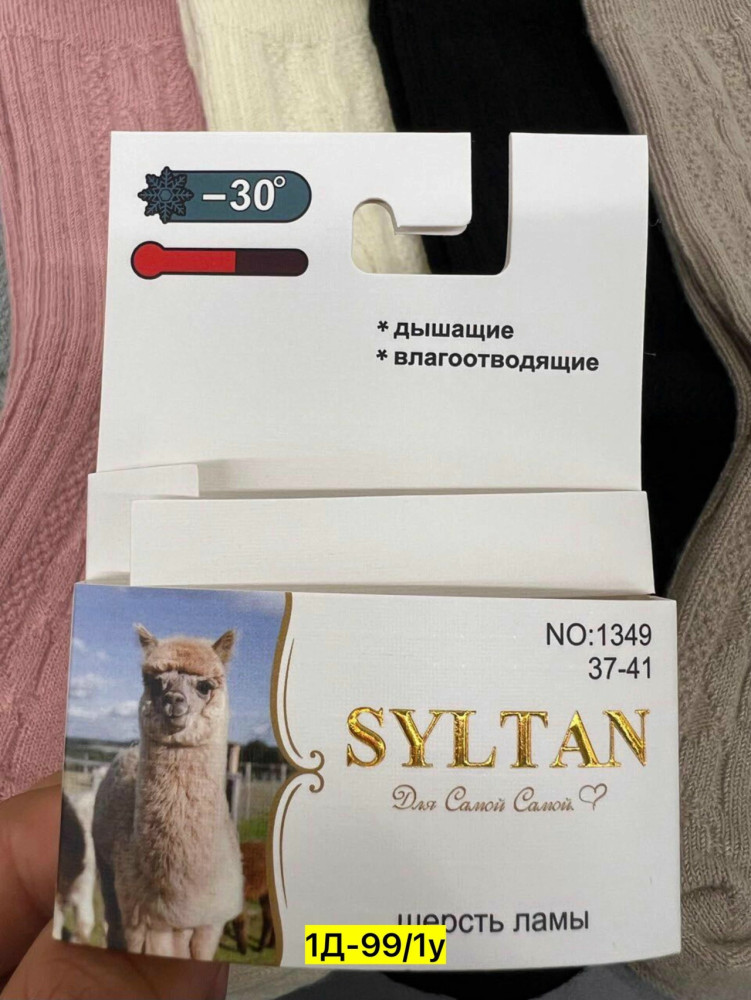 −30°
* дышащие
* влагоотводящие
NO:1349
37-41
SYLTAN
Для Самой Самой
шерсть ламы
1Д-99/1у